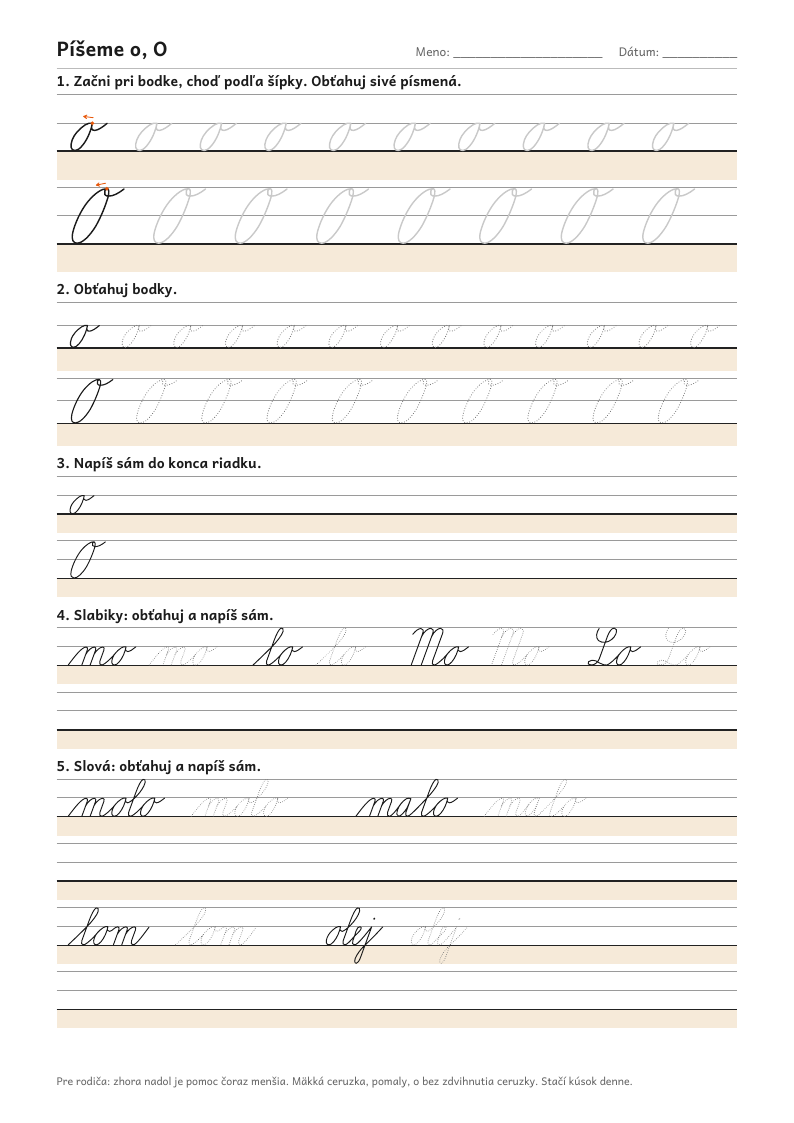 Píšeme o, O Meno: ______________________ Dátum: ___________
1. Začni pri bodke, choď podľa šípky. Obťahuj sivé písmená.
o o o o o o o o o o
O O O O O O O O
2. Obťahuj bodky.
o o o o o o o o o o o o o
O O O O O O O O O O
3. Napíš sám do konca riadku.
o
O
4. Slabiky: obťahuj a napíš sám.
mo mo lo lo Mo Mo Lo Lo
5. Slová: obťahuj a napíš sám.
molo molo malo malo
lom lom olej olej
Pre rodiča: zhora nadol je pomoc čoraz menšia. Mäkká ceruzka, pomaly, o bez zdvihnutia ceruzky. Stačí kúsok denne.